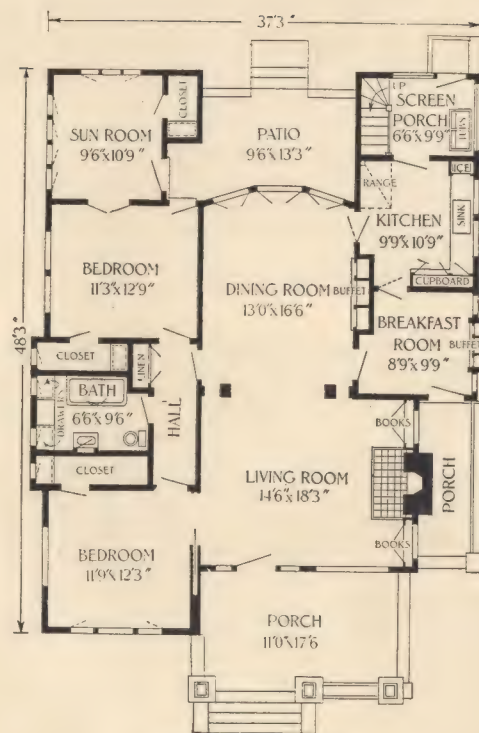 37'3"
48'3"
SUN ROOM
9'6"x10'9"
CLOSET
PATIO
9'6"x13'3"
UP
SCREEN
PORCH
6'6"x9'9"
TUBS
RANGE
ICE
KITCHEN
9'9"x10'9"
SINK
CUPBOARD
BEDROOM
11'3"x12'9"
DINING ROOM
13'0"x16'6"
BUFFET
BREAKFAST
ROOM
8'9"x9'9"
BUFFET
CLOSET
LINEN
BATH
6'6"x9'6"
DRAWERS
HALL
CLOSET
BOOKS
LIVING ROOM
14'6"x18'3"
PORCH
BOOKS
BEDROOM
11'9"x12'3"
PORCH
11'0"x17'6